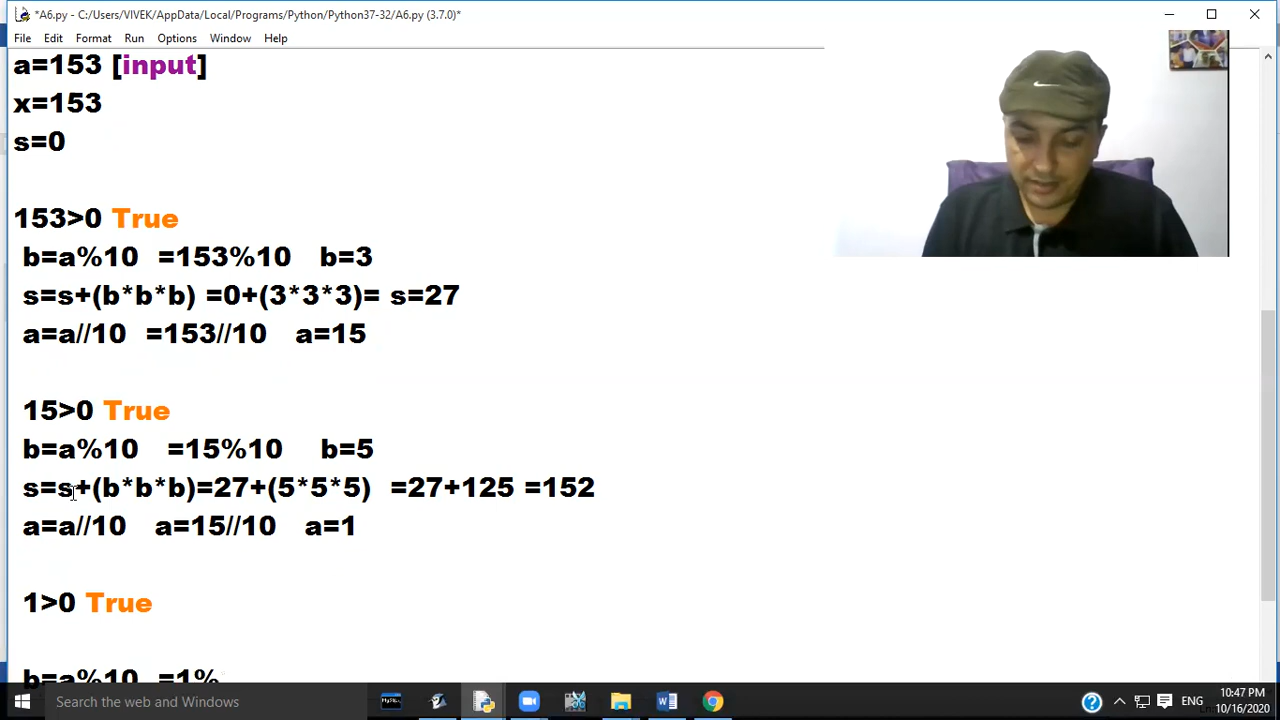 *A6.py - C:/Users/VIVEK/AppData/Local/Programs/Python/Python37-32/A6.py (3.7.0)*
File Edit Format Run Options Window Help
a=153 [input]
x=153
s=0
153>0 True
b=a%10 =153%10 b=3
s=s+(b*b*b) =0+(3*3*3)= s=27
a=a//10 =153//10 a=15
15>0 True
b=a%10 =15%10 b=5
s=s+(b*b*b)=27+(5*5*5) =27+125 =152
a=a//10 a=15//10 a=1
1>0 True
b=a%10 =1%
Search the web and Windows
ENG
10:47 PM
10/16/2020